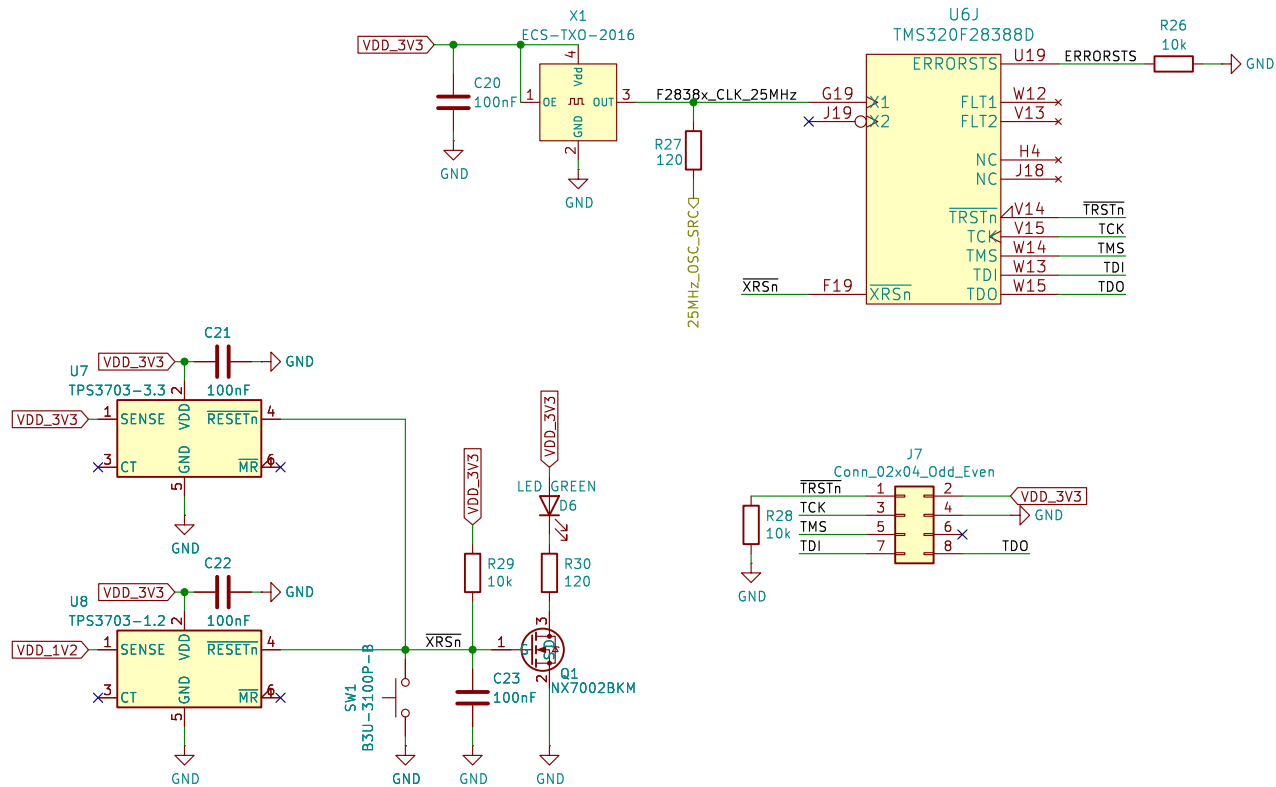 X1
ECS-TXO-2016
VDD_3V3
C20
100nF
GND
4
Vdd
1
OE
OUT
3
GND
2
GND
F2838x_CLK_25MHz
R27
120
25MHz_OSC_SRC
U6J
TMS320F28388D
G19
X1
J19
X2
F19
XRSn
XRSn
ERRORSTS
U19
ERRORSTS
R26
10k
GND
FLT1
W12
FLT2
V13
NC
H4
NC
J18
TRSTn
V14
TRSTn
TCK
V15
TCK
TMS
W14
TMS
TDI
W13
TDI
TDO
W15
TDO
C21
VDD_3V3
GND
U7
100nF
TPS3703-3.3
2
VDD_3V3
1
SENSE
VDD
RESETn
4
3
CT
GND
MR
6
5
GND
C22
VDD_3V3
GND
U8
100nF
TPS3703-1.2
2
VDD_1V2
1
SENSE
VDD
RESETn
4
3
CT
GND
MR
6
5
GND
SW1
B3U-3100P-B
GND
XRSn
VDD_3V3
R29
10k
C23
100nF
GND
VDD_3V3
LED GREEN
D6
R30
120
3
1
G
D
S
2
Q1
NX7002BKM
GND
J7
Conn_02x04_Odd_Even
TRSTn
1
2
VDD_3V3
TCK
3
4
GND
TMS
5
6
TDI
7
8
TDO
R28
10k
GND